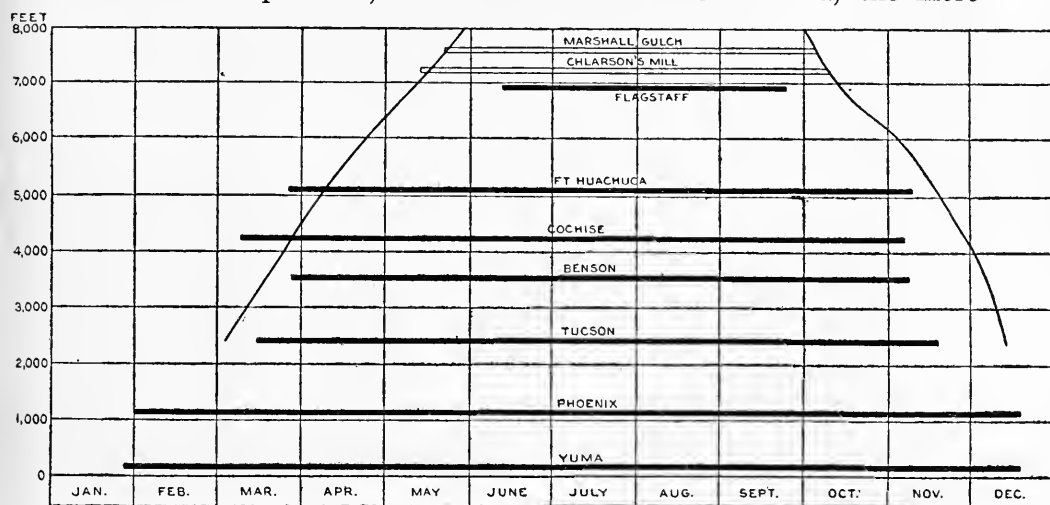 FEET
8,000
MARSHALL GULCH
CHLARSON'S MILL
7,000
FLAGSTAFF
6,000
FT HUACHUCA
5,000
COCHISE
4,000
BENSON
3,000
TUCSON
2,000
PHOENIX
1,000
YUMA
0
JAN. FEB. MAR. APR. MAY JUNE JULY AUG. SEPT. OCT. NOV. DEC.